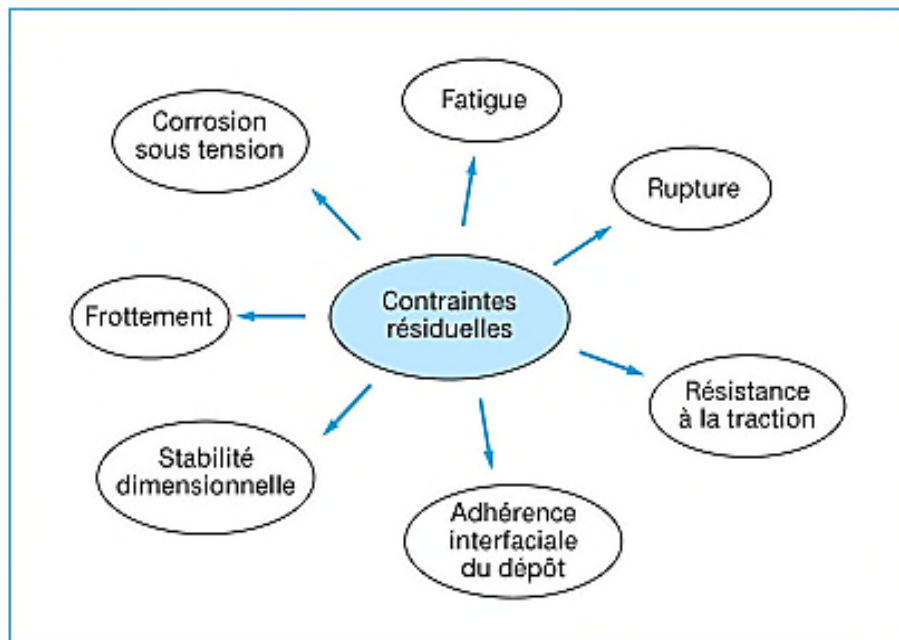 Fatigue
Corrosion
sous tension
Rupture
Contraintes
résiduelles
Frottement
Résistance
à la traction
Stabilité
dimensionnelle
Adhérence
interfaciale
du dépôt